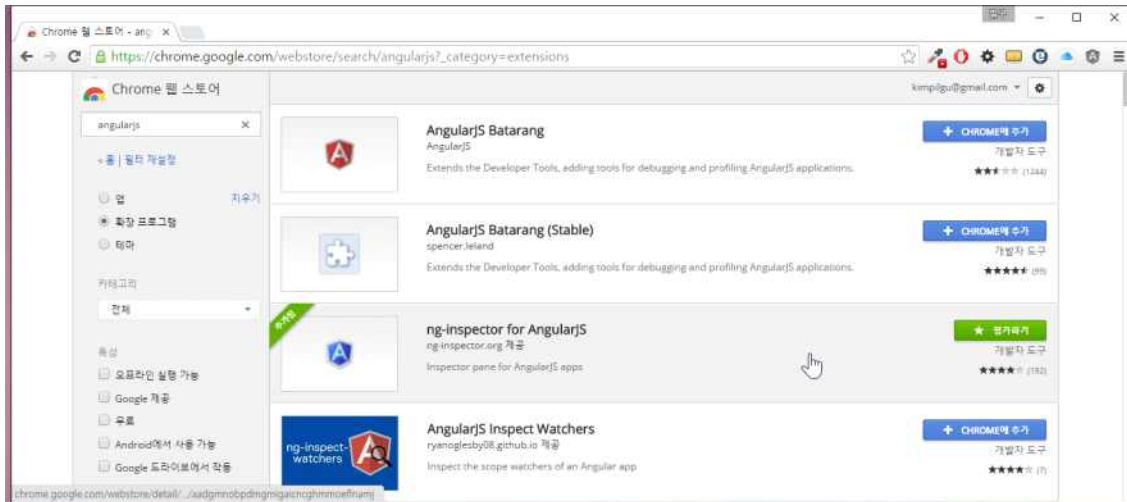 Chrome 웹 스토어 - ang
https://chrome.google.com/webstore/search/angularjs?_category=extensions
Chrome 웹 스토어
kimpilgu@gmail.com
angularjs
홈 | 필터 재설정
앱
지우기
확장 프로그램
테마
카테고리
전체
특성
오프라인 실행 가능
Google 제공
무료
Android에서 사용 가능
Google 드라이브에서 작동
AngularJS Batarang
AngularJS
Extends the Developer Tools, adding tools for debugging and profiling AngularJS applications.
+ CHROME에 추가
개발자 도구
(1244)
AngularJS Batarang (Stable)
spencer.leland
Extends the Developer Tools, adding tools for debugging and profiling AngularJS applications.
+ CHROME에 추가
개발자 도구
(99)
추가됨
ng-inspector for AngularJS
ng-inspector.org 제공
Inspector pane for AngularJS apps
평가하기
개발자 도구
(192)
ng-inspect-
watchers
AngularJS Inspect Watchers
ryanoglesby08.github.io 제공
Inspect the scope watchers of an Angular app
+ CHROME에 추가
개발자 도구
(7)